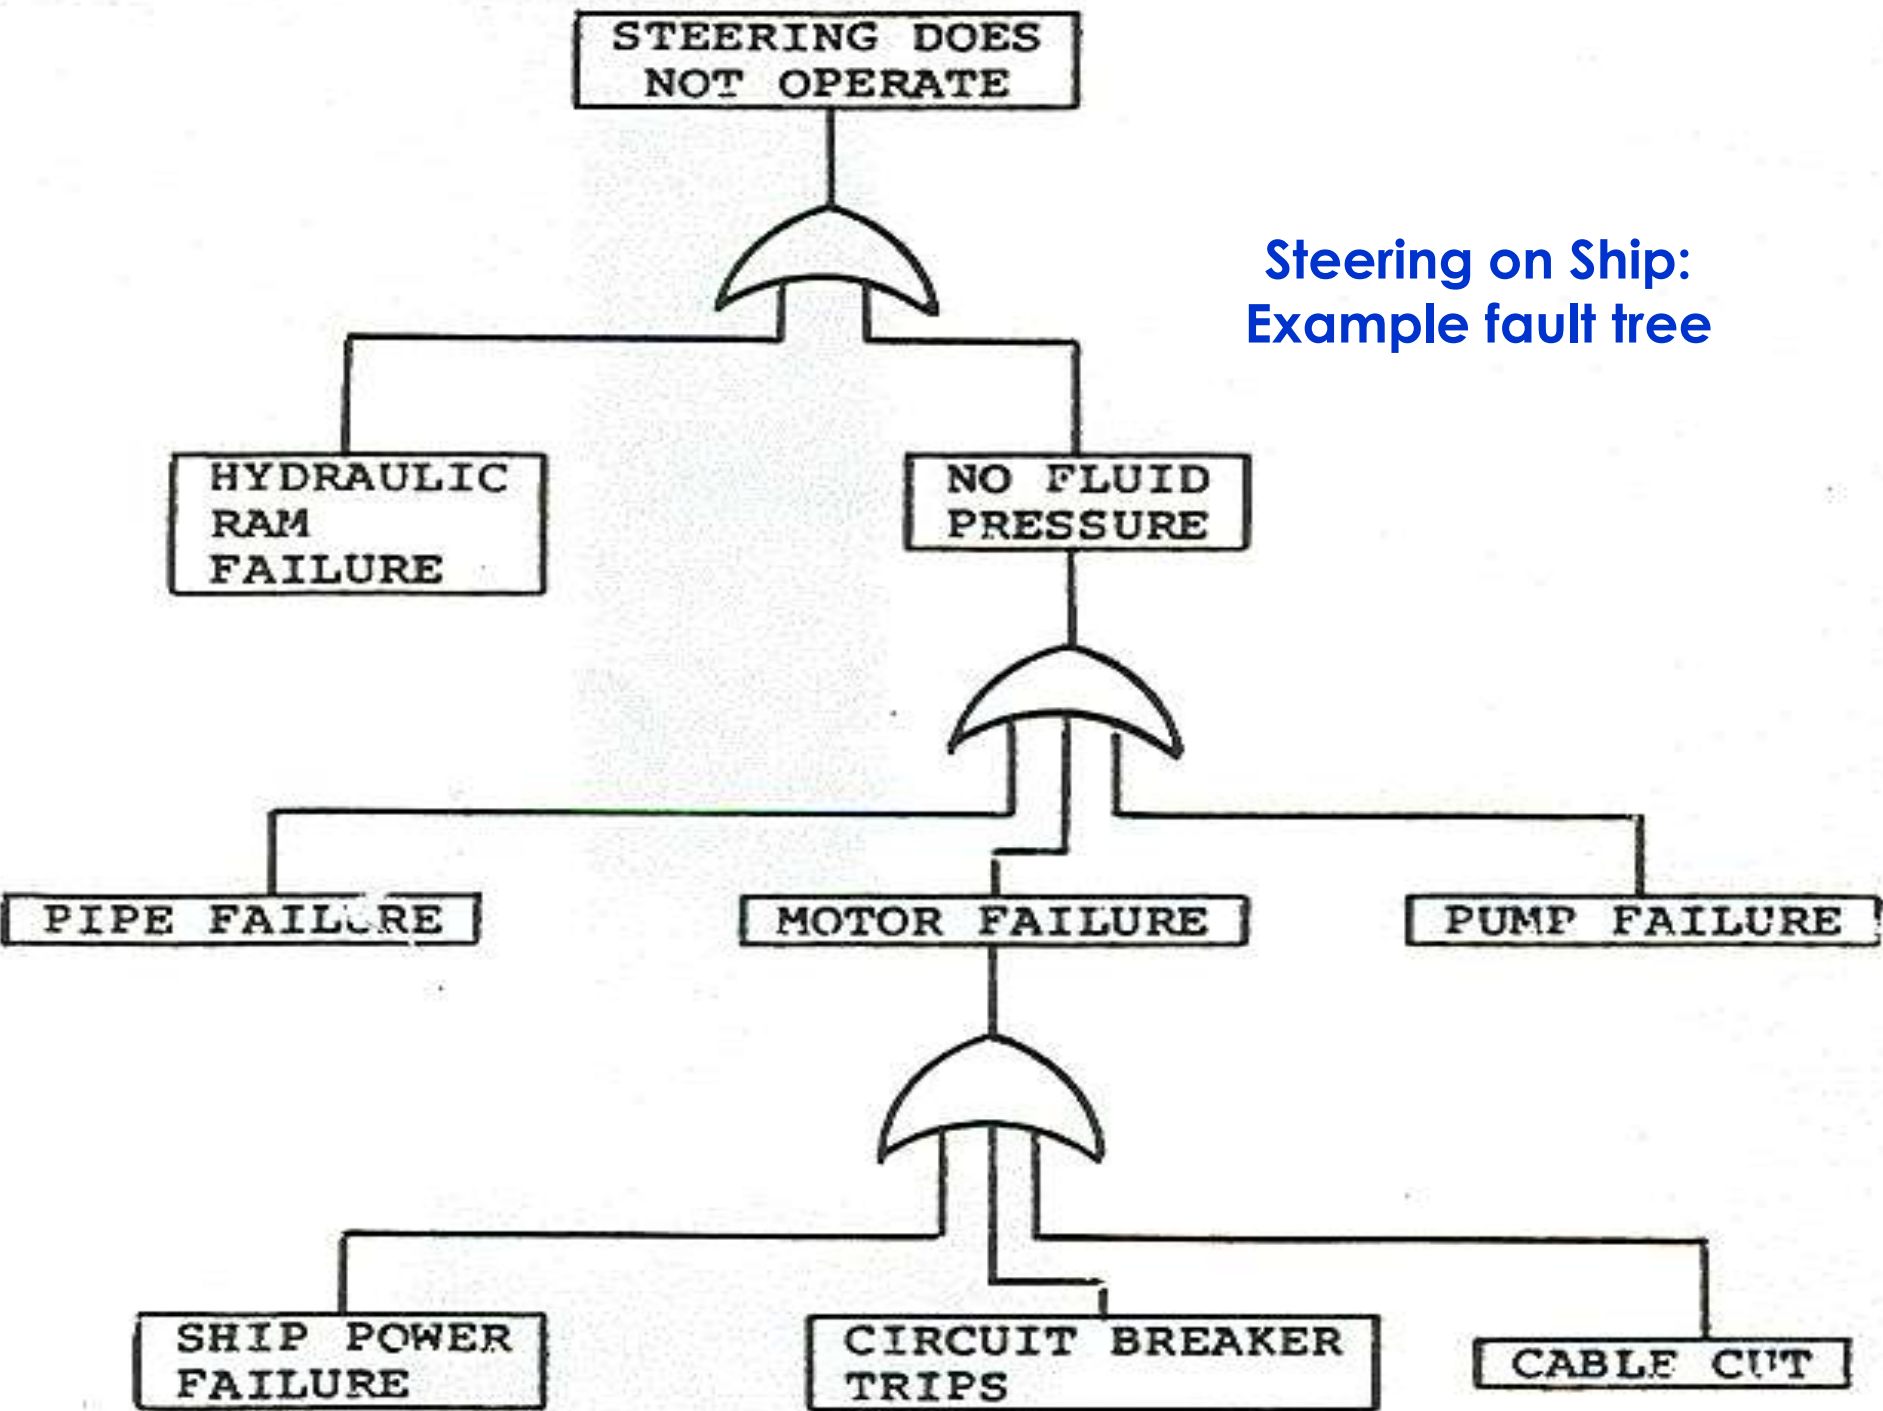 STEERING DOES
NOT OPERATE
Steering on Ship:
Example fault tree
HYDRAULIC
RAM
FAILURE
NO FLUID
PRESSURE
PIPE FAILURE
MOTOR FAILURE
PUMP FAILURE
SHIP POWER
FAILURE
CIRCUIT BREAKER
TRIPS
CABLE CUT